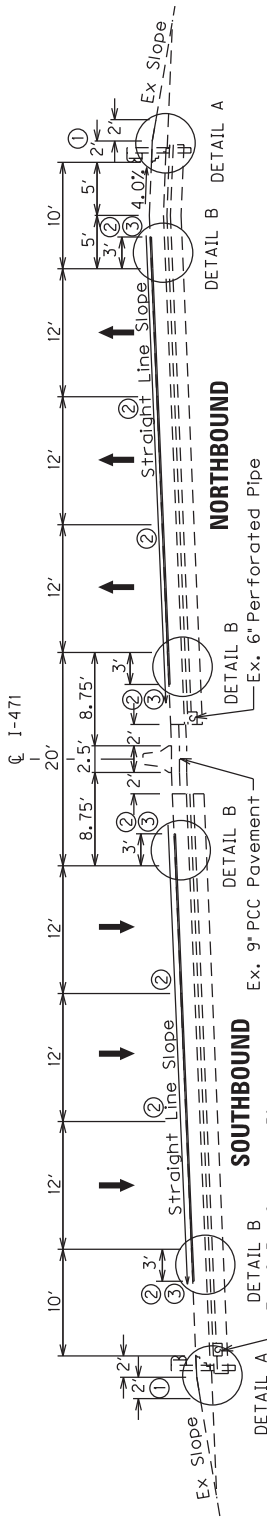 ₵ I-471
10'
12'
12'
12'
20'
12'
12'
12'
10'
8.75'
2.5'
8.75'
5'
5'
2'
2'
①
2'
2'
①
3'
②
③
②
②
3'
②
③
2'
2'
②
③
3'
②
②
3'
②
③
4.0%
Ex Slope
Straight Line Slope
Straight Line Slope
Ex Slope
DETAIL A
DETAIL B
DETAIL B
DETAIL B
DETAIL B
DETAIL A
SOUTHBOUND
NORTHBOUND
Ex. 9" PCC Pavement
Ex. 6" Perforated Pipe